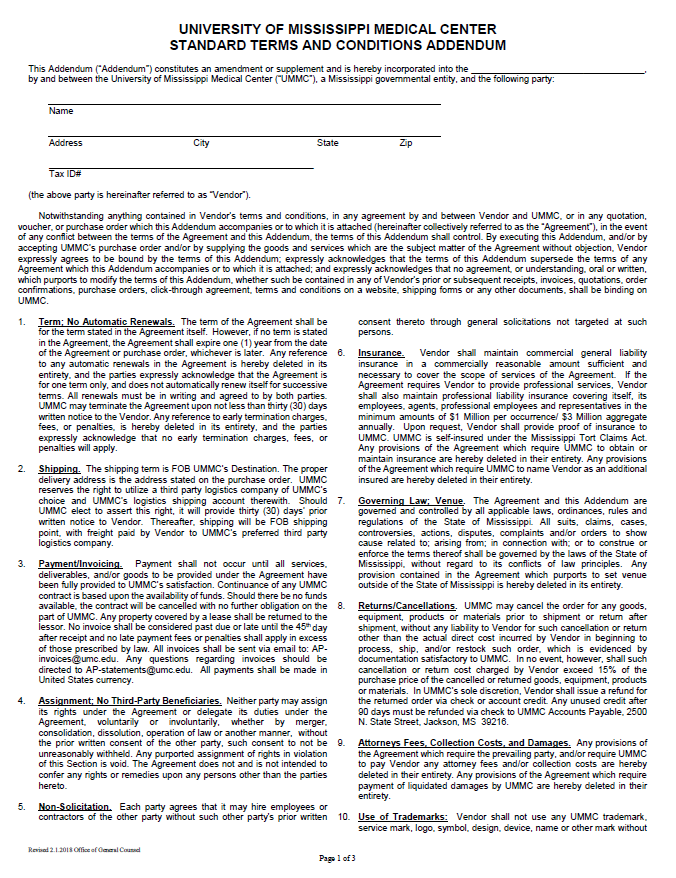 UNIVERSITY OF MISSISSIPPI MEDICAL CENTER
STANDARD TERMS AND CONDITIONS ADDENDUM
This Addendum ("Addendum") constitutes an amendment or supplement and is hereby incorporated into the ___________________________________,
by and between the University of Mississippi Medical Center ("UMMC"), a Mississippi governmental entity, and the following party:
Name
Address City State Zip
Tax ID#
(the above party is hereinafter referred to as "Vendor").
Notwithstanding anything contained in Vendor's terms and conditions, in any agreement by and between Vendor and UMMC, or in any quotation,
voucher, or purchase order which this Addendum accompanies or to which it is attached (hereinafter collectively referred to as the "Agreement"), in the event
of any conflict between the terms of the Agreement and this Addendum, the terms of this Addendum shall control. By executing this Addendum, and/or by
accepting UMMC's purchase order and/or by supplying the goods and services which are the subject matter of the Agreement without objection, Vendor
expressly agrees to be bound by the terms of this Addendum; expressly acknowledges that the terms of this Addendum supersede the terms of any
Agreement which this Addendum accompanies or to which it is attached; and expressly acknowledges that no agreement, or understanding, oral or written,
which purports to modify the terms of this Addendum, whether such be contained in any of Vendor's prior or subsequent receipts, invoices, quotations, order
confirmations, purchase orders, click-through agreement, terms and conditions on a website, shipping forms or any other documents, shall be binding on
UMMC.
1. Term; No Automatic Renewals. The term of the Agreement shall be
for the term stated in the Agreement itself. However, if no term is stated
in the Agreement, the Agreement shall expire one (1) year from the date
of the Agreement or purchase order, whichever is later. Any reference
to any automatic renewals in the Agreement is hereby deleted in its
entirety, and the parties expressly acknowledge that the Agreement is
for one term only, and does not automatically renew itself for successive
terms. All renewals must be in writing and agreed to by both parties.
UMMC may terminate the Agreement upon not less than thirty (30) days
written notice to the Vendor. Any reference to early termination charges,
fees, or penalties, is hereby deleted in its entirety, and the parties
expressly acknowledge that no early termination charges, fees, or
penalties will apply.
2. Shipping. The shipping term is FOB UMMC's Destination. The proper
delivery address is the address stated on the purchase order. UMMC
reserves the right to utilize a third party logistics company of UMMC's
choice and UMMC's logistics shipping account therewith. Should
UMMC elect to assert this right, it will provide thirty (30) days' prior
written notice to Vendor. Thereafter, shipping will be FOB shipping
point, with freight paid by Vendor to UMMC's preferred third party
logistics company.
3. Payment/Invoicing. Payment shall not occur until all services,
deliverables, and/or goods to be provided under the Agreement have
been fully provided to UMMC's satisfaction. Continuance of any UMMC
contract is based upon the availability of funds. Should there be no funds
available, the contract will be cancelled with no further obligation on the
part of UMMC. Any property covered by a lease shall be returned to the
lessor. No invoice shall be considered past due or late until the 45th day
after receipt and no late payment fees or penalties shall apply in excess
of those prescribed by law. All invoices shall be sent via email to: AP-
invoices@umc.edu. Any questions regarding invoices should be
directed to AP-statements@umc.edu. All payments shall be made in
United States currency.
4. Assignment; No Third-Party Beneficiaries. Neither party may assign
its rights under the Agreement or delegate its duties under the
Agreement, voluntarily or involuntarily, whether by merger,
consolidation, dissolution, operation of law or another manner, without
the prior written consent of the other party, such consent to not be
unreasonably withheld. Any purported assignment of rights in violation
of this Section is void. The Agreement does not and is not intended to
confer any rights or remedies upon any persons other than the parties
hereto.
5. Non-Solicitation. Each party agrees that it may hire employees or
contractors of the other party without such other party's prior written
consent thereto through general solicitations not targeted at such
persons.
6. Insurance. Vendor shall maintain commercial general liability
insurance in a commercially reasonable amount sufficient and
necessary to cover the scope of services of the Agreement. If the
Agreement requires Vendor to provide professional services, Vendor
shall also maintain professional liability insurance covering itself, its
employees, agents, professional employees and representatives in the
minimum amounts of $1 Million per occurrence/ $3 Million aggregate
annually. Upon request, Vendor shall provide proof of insurance to
UMMC. UMMC is self-insured under the Mississippi Tort Claims Act.
Any provisions of the Agreement which require UMMC to obtain or
maintain insurance are hereby deleted in their entirety. Any provisions
of the Agreement which require UMMC to name Vendor as an additional
insured are hereby deleted in their entirety.
7. Governing Law; Venue. The Agreement and this Addendum are
governed and controlled by all applicable laws, ordinances, rules and
regulations of the State of Mississippi. All suits, claims, cases,
controversies, actions, disputes, complaints and/or orders to show
cause related to; arising from; in connection with; or to construe or
enforce the terms thereof shall be governed by the laws of the State of
Mississippi, without regard to its conflicts of law principles. Any
provision contained in the Agreement which purports to set venue
outside of the State of Mississippi is hereby deleted in its entirety.
8. Returns/Cancellations. UMMC may cancel the order for any goods,
equipment, products or materials prior to shipment or return after
shipment, without any liability to Vendor for such cancellation or return
other than the actual direct cost incurred by Vendor in beginning to
process, ship, and/or restock such order, which is evidenced by
documentation satisfactory to UMMC. In no event, however, shall such
cancellation or return cost charged by Vendor exceed 15% of the
purchase price of the cancelled or returned goods, equipment, products
or materials. In UMMC's sole discretion, Vendor shall issue a refund for
the returned order via check or account credit. Any unused credit after
90 days must be refunded via check to UMMC Accounts Payable, 2500
N. State Street, Jackson, MS 39216.
9. Attorneys Fees, Collection Costs, and Damages. Any provisions of
the Agreement which require the prevailing party, and/or require UMMC
to pay Vendor any attorney fees and/or collection costs are hereby
deleted in their entirety. Any provisions of the Agreement which require
payment of liquidated damages by UMMC are hereby deleted in their
entirety.
10. Use of Trademarks: Vendor shall not use any UMMC trademark,
service mark, logo, symbol, design, device, name or other mark without
Revised 2.1.2018 Office of General Counsel
Page 1 of 3